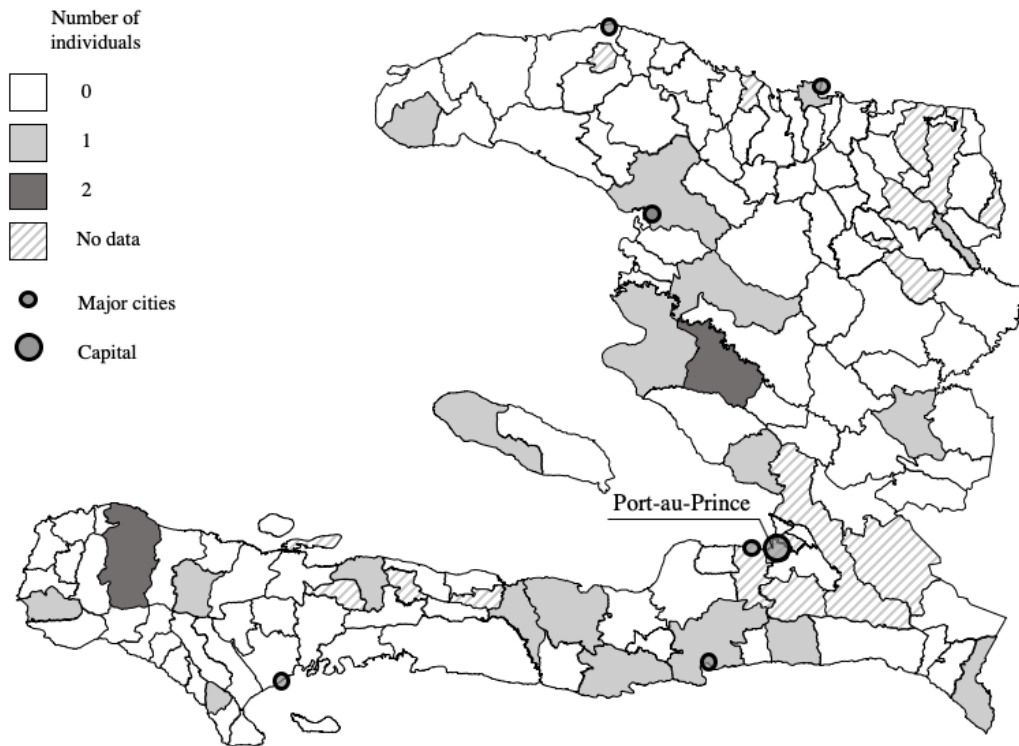 Number of
individuals
0
1
2
No data
Major cities
Capital
Port-au-Prince